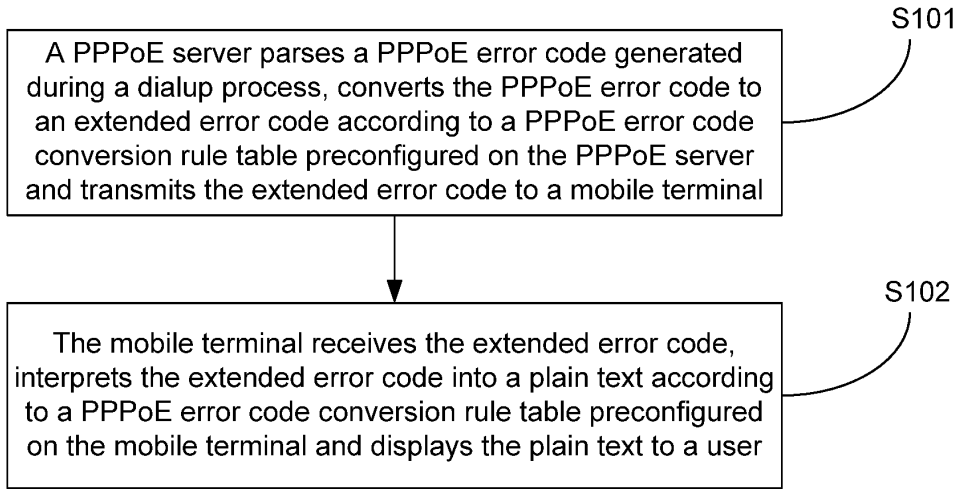 S101
A PPPoE server parses a PPPoE error code generated
during a dialup process, converts the PPPoE error code to
an extended error code according to a PPPoE error code
conversion rule table preconfigured on the PPPoE server
and transmits the extended error code to a mobile terminal
S102
The mobile terminal receives the extended error code,
interprets the extended error code into a plain text according
to a PPPoE error code conversion rule table preconfigured
on the mobile terminal and displays the plain text to a user